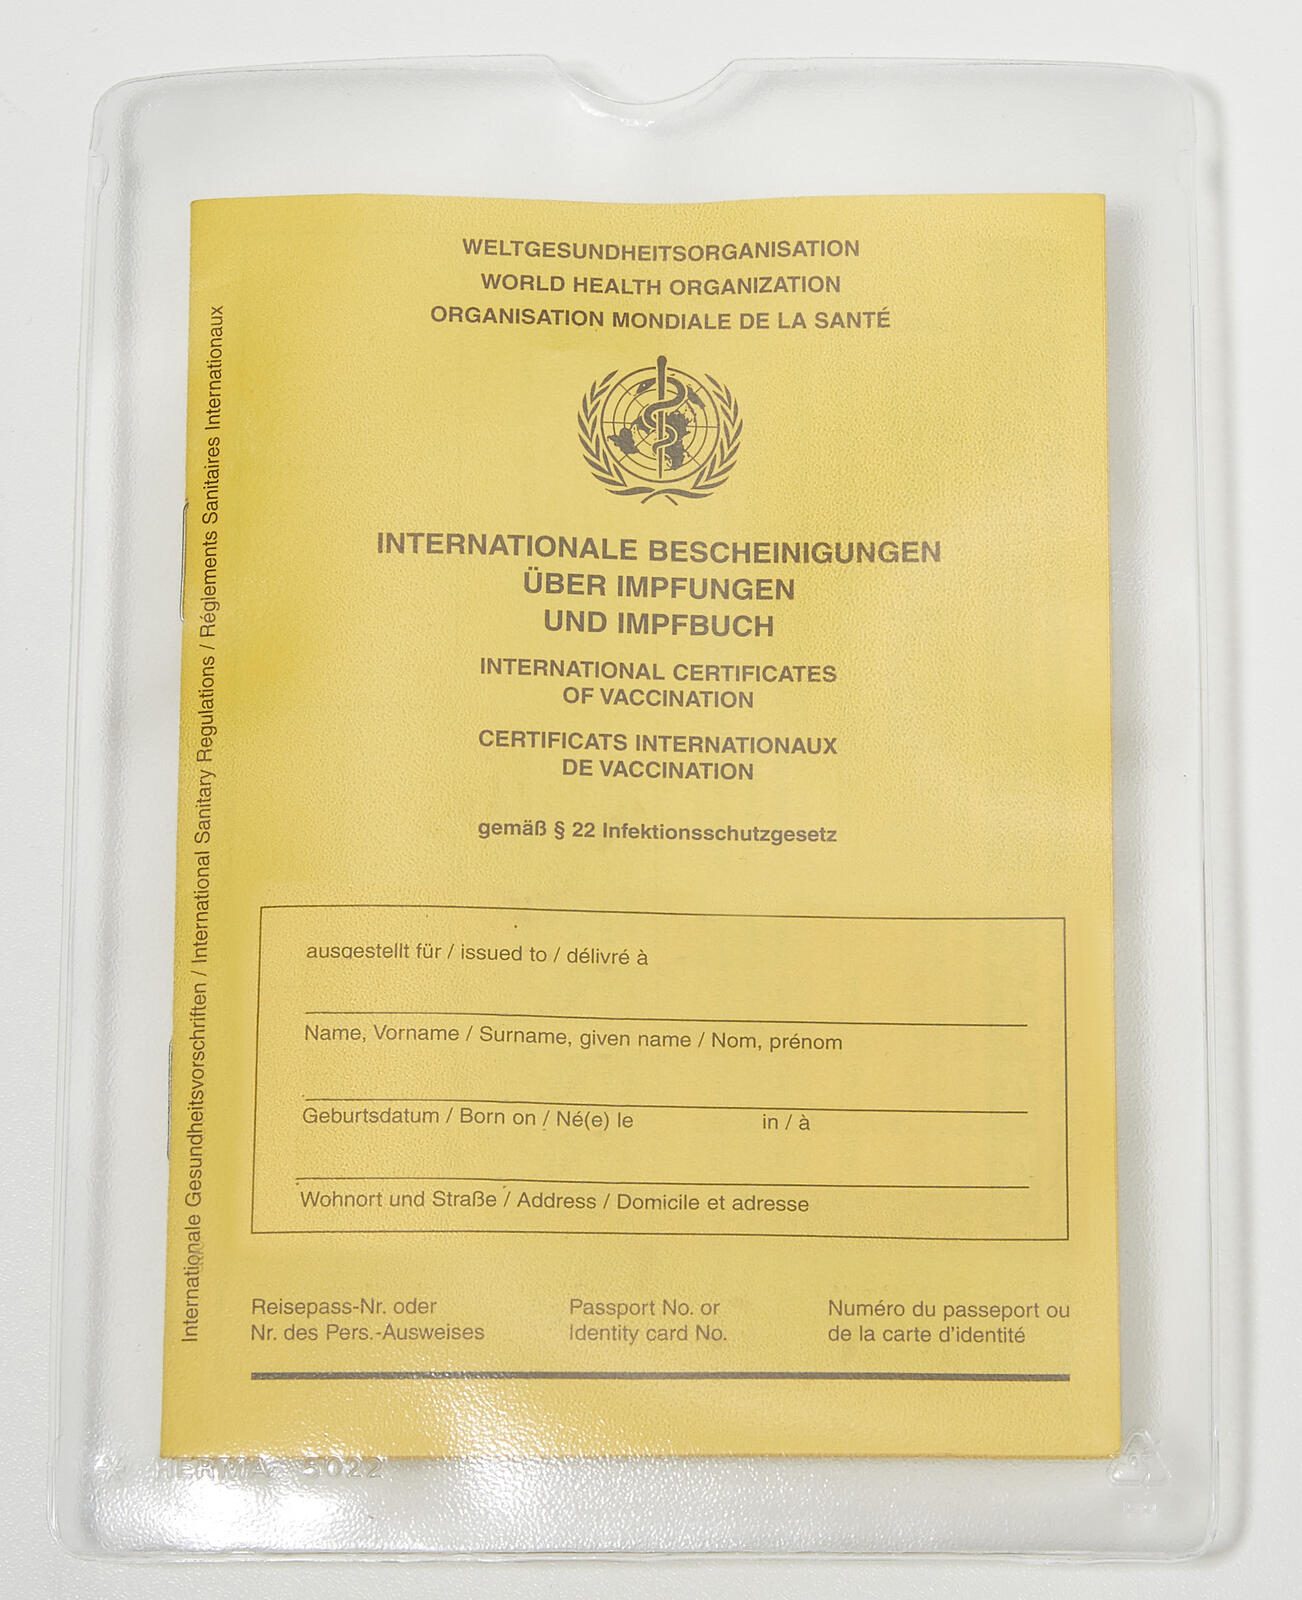 WELTGESUNDHEITSORGANISATION
WORLD HEALTH ORGANIZATION
ORGANISATION MONDIALE DE LA SANTÉ
INTERNATIONALE BESCHEINIGUNGEN
ÜBER IMPFUNGEN
UND IMPFBUCH
INTERNATIONAL CERTIFICATES
OF VACCINATION
CERTIFICATS INTERNATIONAUX
DE VACCINATION
gemäß § 22 Infektionsschutzgesetz
ausgestellt für / issued to / délivré à
Name, Vorname / Surname, given name / Nom, prénom
Geburtsdatum / Born on / Né(e) le in / à
Wohnort und Straße / Address / Domicile et adresse
Reisepass-Nr. oder
Nr. des Pers.-Ausweises
Passport No. or
Identity card No.
Numéro du passeport ou
de la carte d'identité
Internationale Gesundheitsvorschriften / International Sanitary Regulations / Règlements Sanitaires Internationaux
HERMA 5022